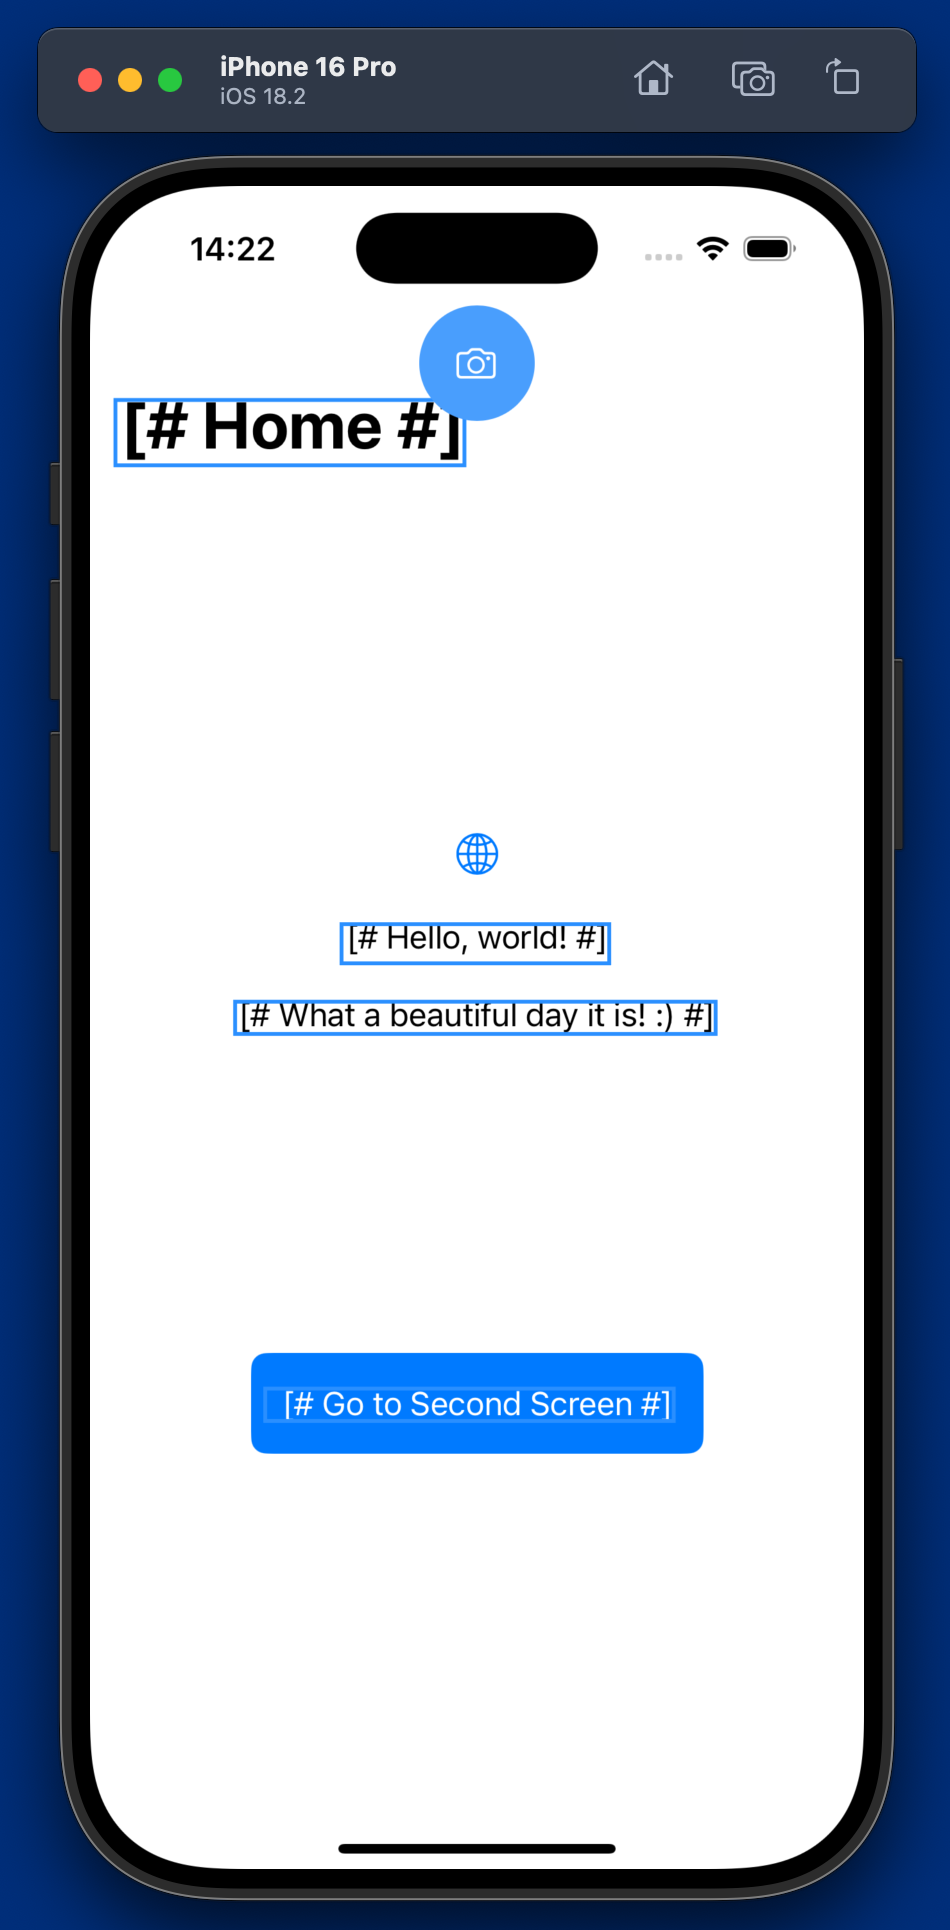 iPhone 16 Pro
iOS 18.2
14:22
[# Home #]
[# Hello, world! #]
[# What a beautiful day it is! :) #]
[# Go to Second Screen #]